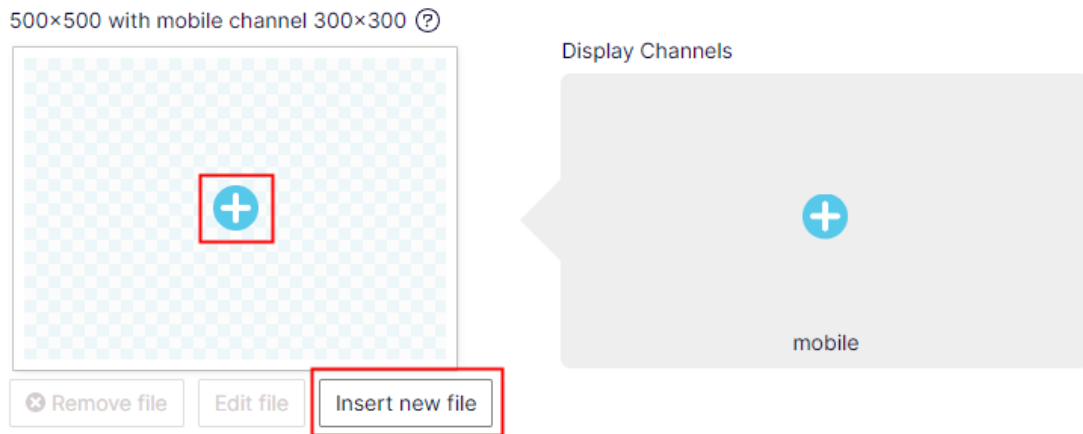 500×500 with mobile channel 300×300 ?
Display Channels
mobile
Remove file
Edit file
Insert new file